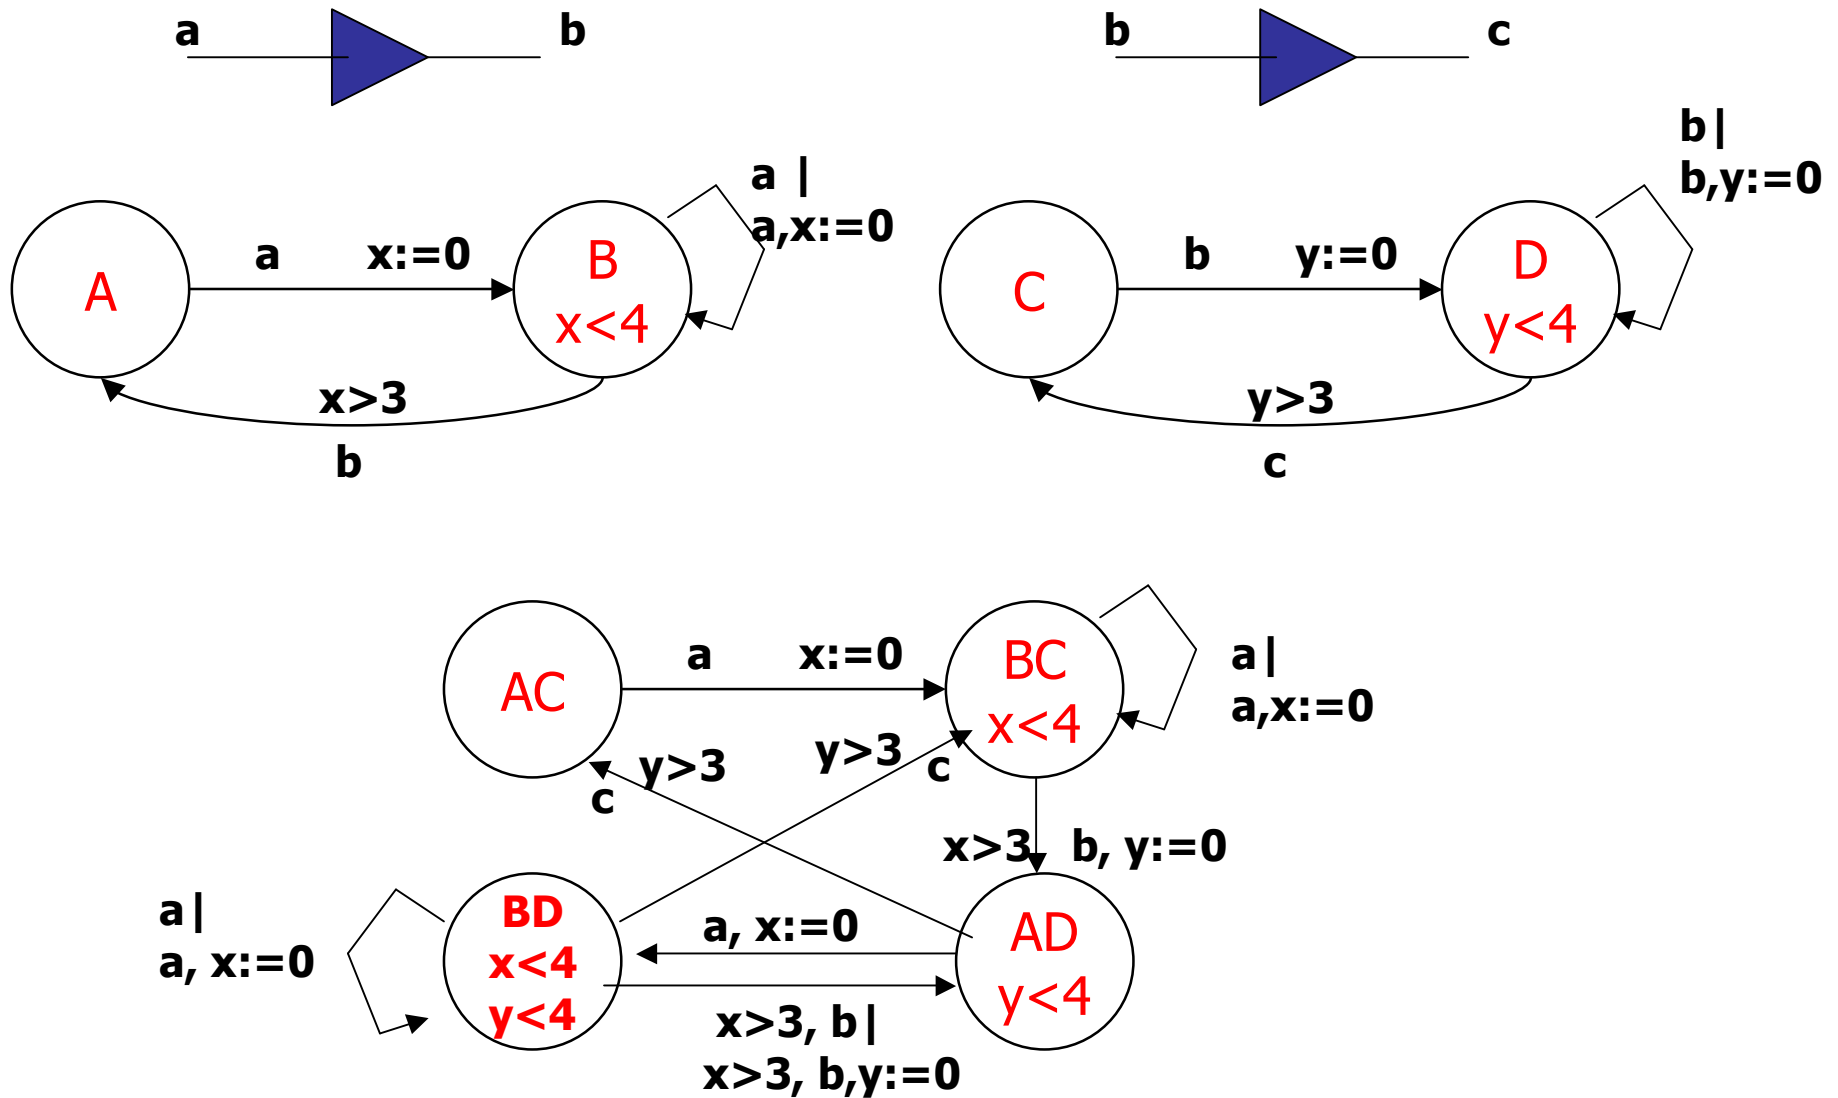 a
b
b
c
a |
a,x:=0
b|
b,y:=0
A
a x:=0
B
x<4
x>3
b
C
b y:=0
D
y<4
y>3
c
AC
a x:=0
BC
x<4
a|
a,x:=0
y>3
c
y>3
c
x>3 b, y:=0
a|
a, x:=0
BD
x<4
y<4
a, x:=0
AD
y<4
x>3, b|
x>3, b,y:=0